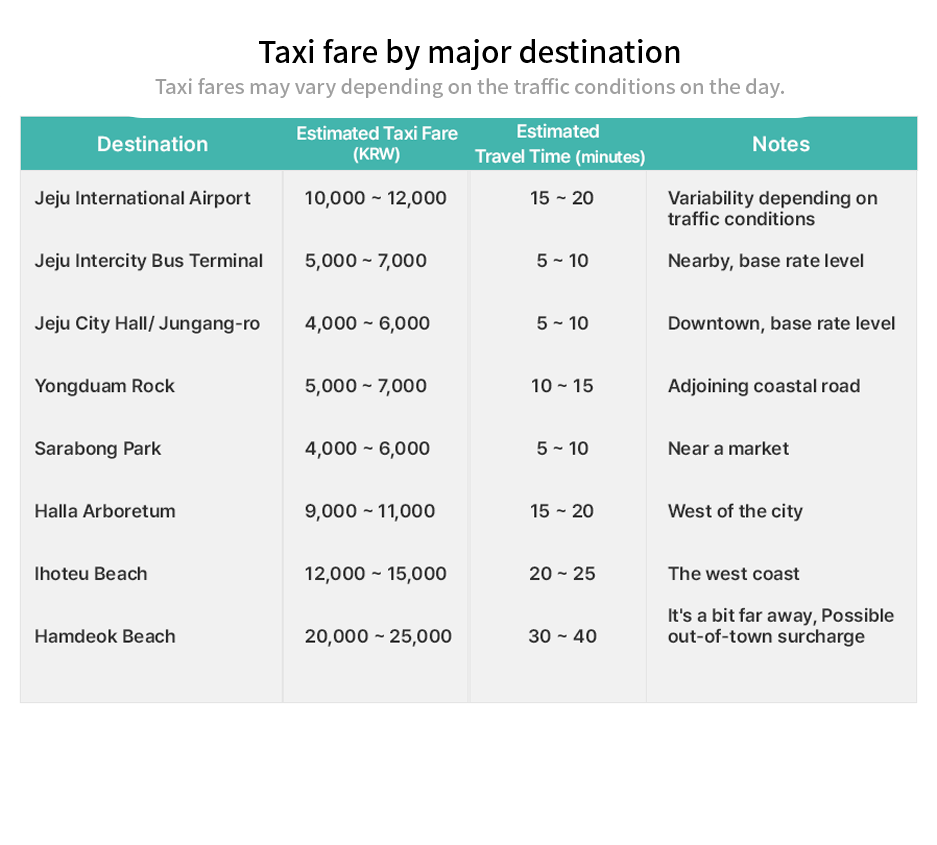 Taxi fare by major destination
Taxi fares may vary depending on the traffic conditions on the day.
Destination
Estimated Taxi Fare
(KRW)
Estimated
Travel Time (minutes)
Notes
Jeju International Airport
10,000 ~ 12,000
15 ~ 20
Variability depending on
traffic conditions
Jeju Intercity Bus Terminal
5,000 ~ 7,000
5 ~ 10
Nearby, base rate level
Jeju City Hall/ Jungang-ro
4,000 ~ 6,000
5 ~ 10
Downtown, base rate level
Yongduam Rock
5,000 ~ 7,000
10 ~ 15
Adjoining coastal road
Sarabong Park
4,000 ~ 6,000
5 ~ 10
Near a market
Halla Arboretum
9,000 ~ 11,000
15 ~ 20
West of the city
Ihoteu Beach
12,000 ~ 15,000
20 ~ 25
The west coast
Hamdeok Beach
20,000 ~ 25,000
30 ~ 40
It's a bit far away, Possible
out-of-town surcharge